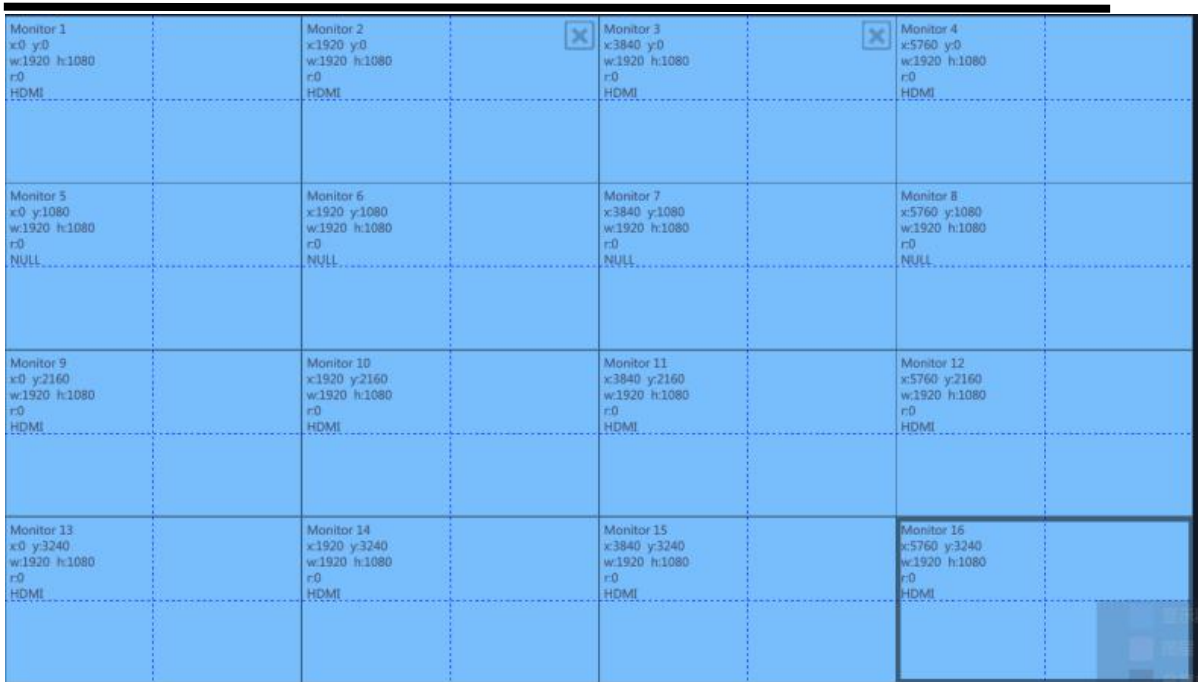 Monitor 1
x:0 y:0
w:1920 h:1080
r:0
HDMI
Monitor 2
x:1920 y:0
w:1920 h:1080
r:0
HDMI
Monitor 3
x:3840 y:0
w:1920 h:1080
r:0
HDMI
Monitor 4
x:5760 y:0
w:1920 h:1080
r:0
HDMI
Monitor 5
x:0 y:1080
w:1920 h:1080
r:0
NULL
Monitor 6
x:1920 y:1080
w:1920 h:1080
r:0
NULL
Monitor 7
x:3840 y:1080
w:1920 h:1080
r:0
NULL
Monitor 8
x:5760 y:1080
w:1920 h:1080
r:0
NULL
Monitor 9
x:0 y:2160
w:1920 h:1080
r:0
HDMI
Monitor 10
x:1920 y:2160
w:1920 h:1080
r:0
HDMI
Monitor 11
x:3840 y:2160
w:1920 h:1080
r:0
HDMI
Monitor 12
x:5760 y:2160
w:1920 h:1080
r:0
HDMI
Monitor 13
x:0 y:3240
w:1920 h:1080
r:0
HDMI
Monitor 14
x:1920 y:3240
w:1920 h:1080
r:0
HDMI
Monitor 15
x:3840 y:3240
w:1920 h:1080
r:0
HDMI
Monitor 16
x:5760 y:3240
w:1920 h:1080
r:0
HDMI